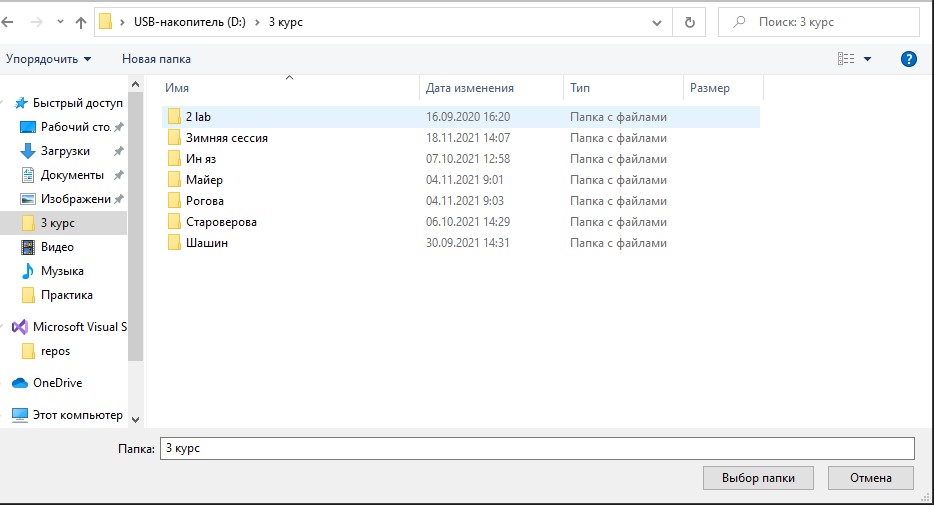 USB-накопитель (D:) > 3 курс
Поиск: 3 курс
Упорядочить
Новая папка
Имя Дата изменения Тип Размер
Быстрый доступ
Рабочий сто.
Загрузки
Документы
Изображени
3 курс
Видео
Музыка
Практика
Microsoft Visual S
repos
OneDrive
Этот компьютер
2 lab 16.09.2020 16:20 Папка с файлами
Зимняя сессия 18.11.2021 14:07 Папка с файлами
Ин яз 07.10.2021 12:58 Папка с файлами
Майер 04.11.2021 9:01 Папка с файлами
Рогова 04.11.2021 9:03 Папка с файлами
Староверова 06.10.2021 14:29 Папка с файлами
Шашин 30.09.2021 14:31 Папка с файлами
Папка: 3 курс
Выбор папки Отмена